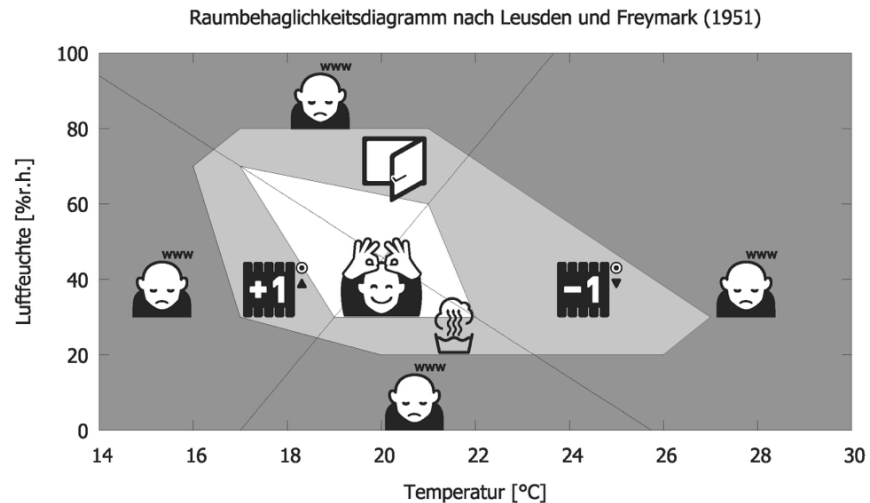 Raumbehaglichkeitsdiagramm nach Leusden und Freymark (1951)
100
80
60
40
20
0
Luftfeuchte [%r.h.]
www
www
+1
-1
www
www
14 16 18 20 22 24 26 28 30
Temperatur [°C]